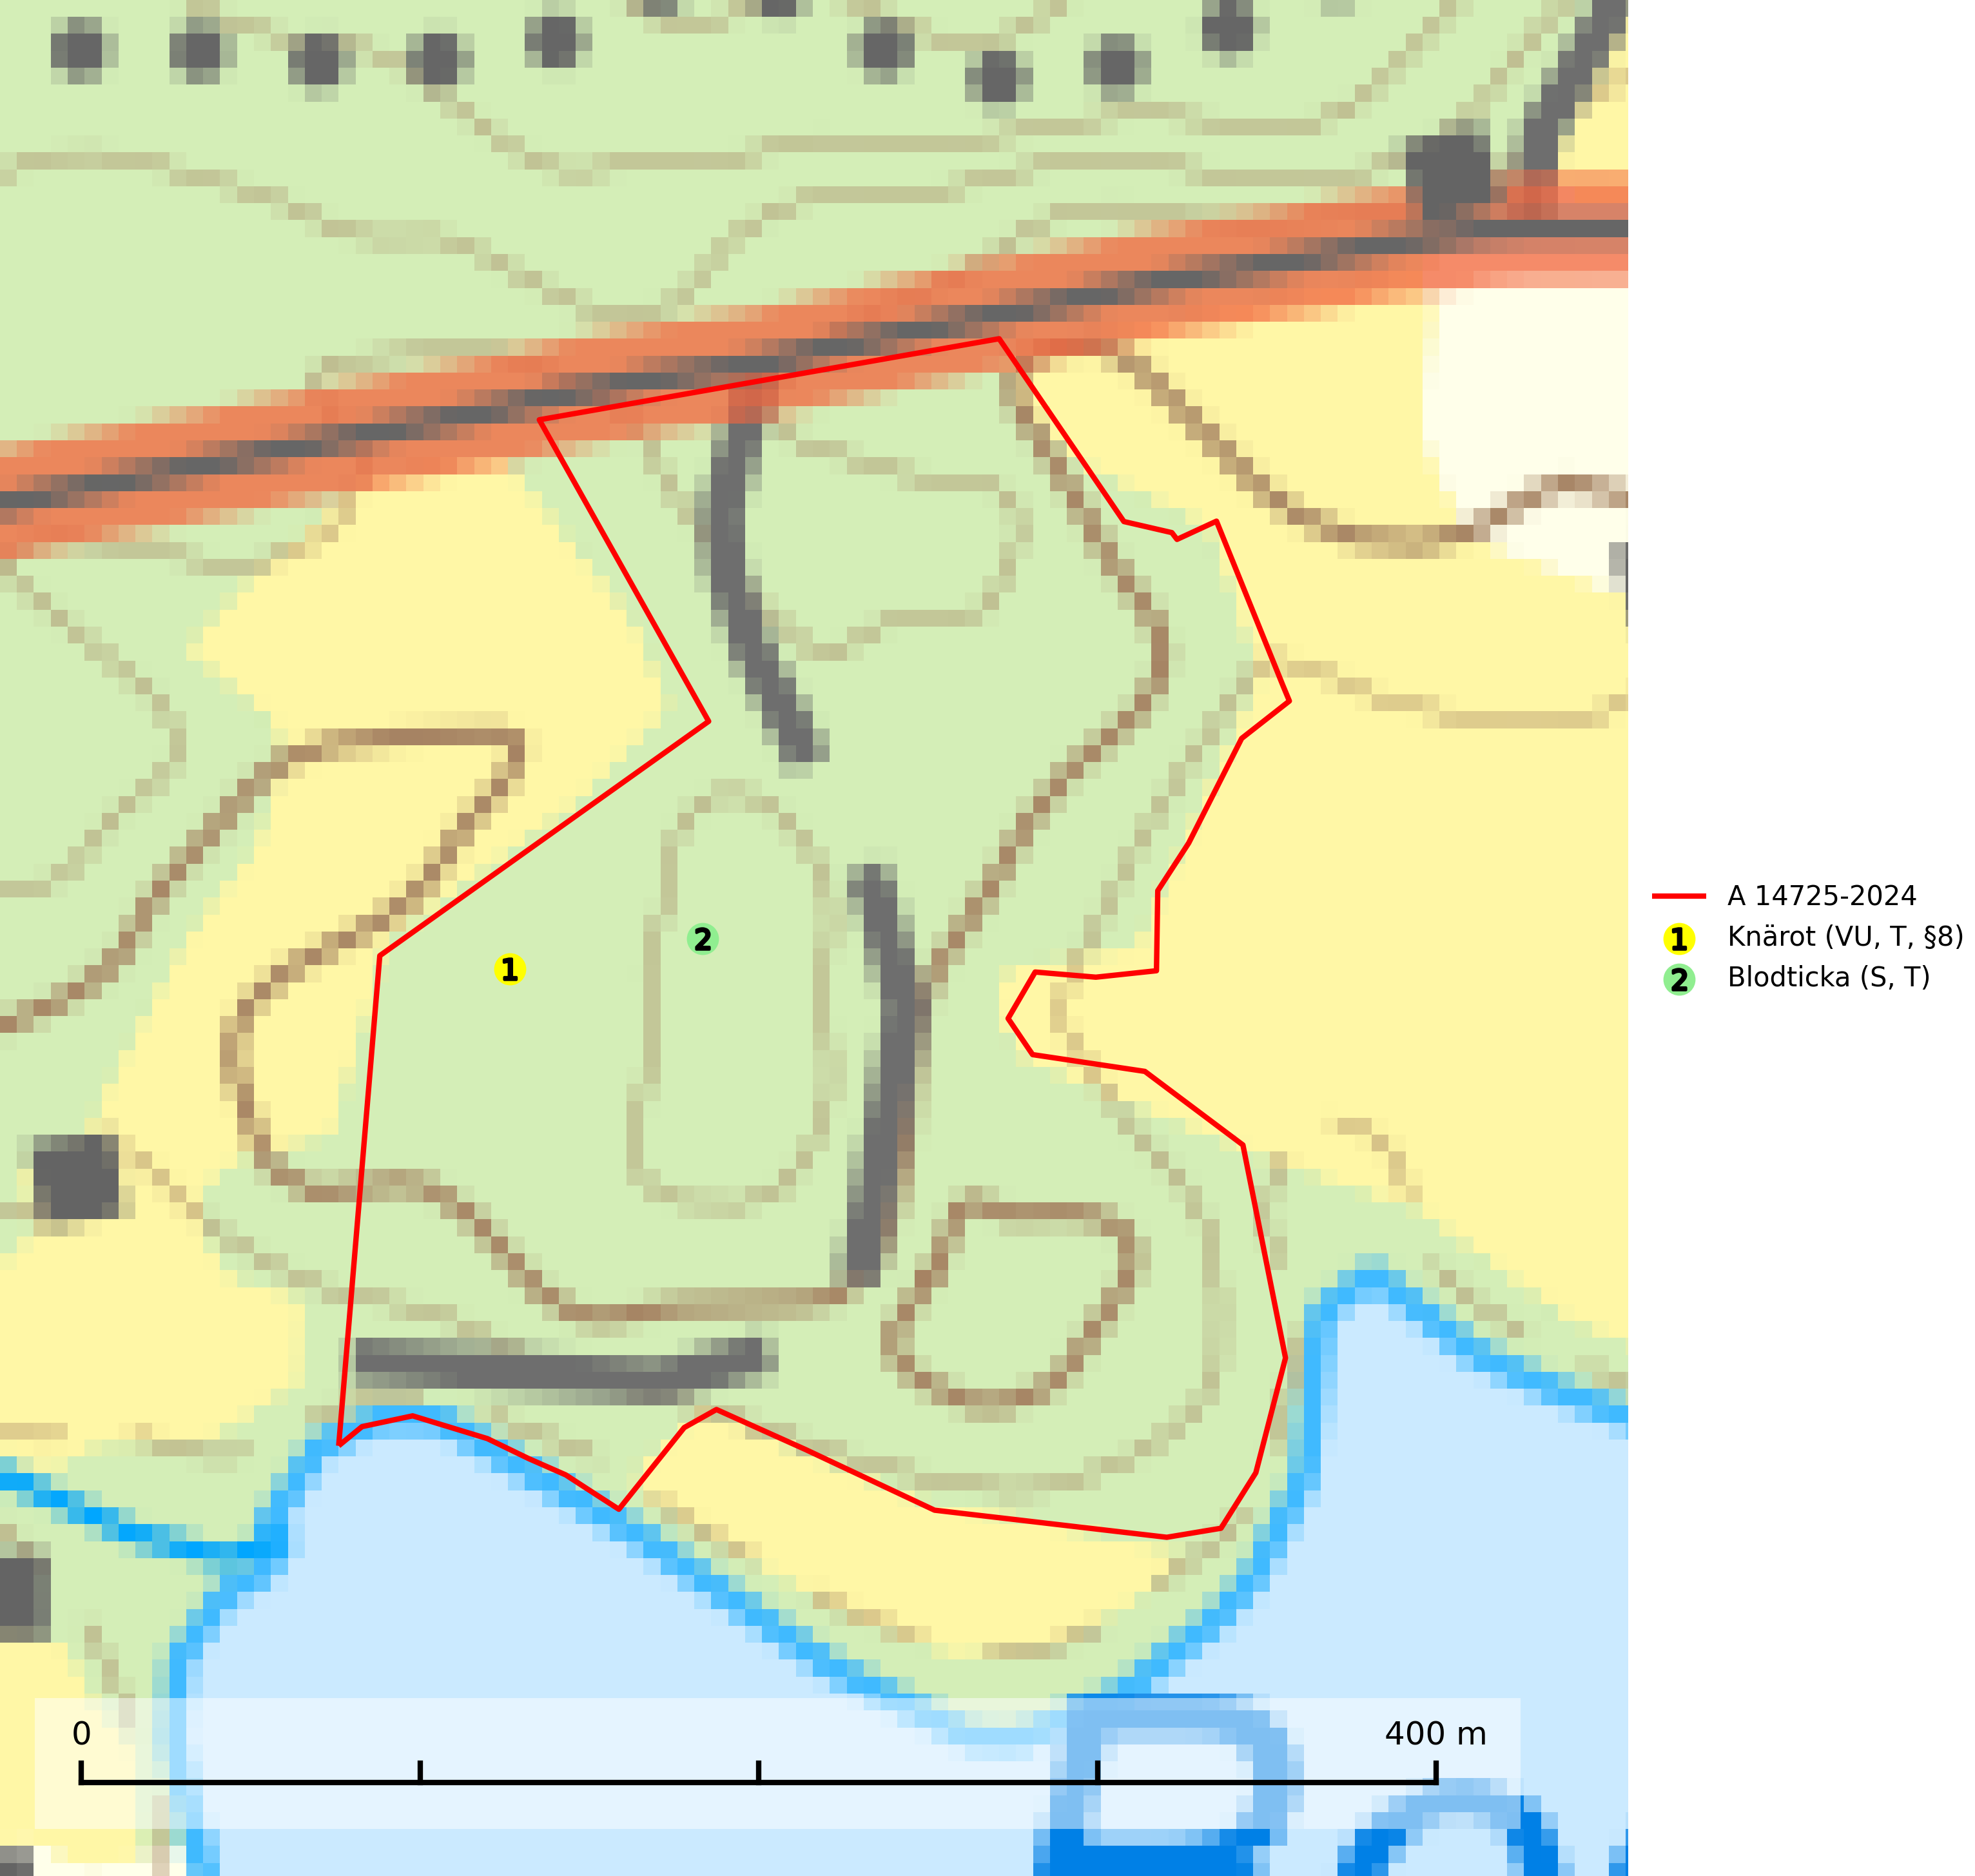 A 14725-2024
1 Knärot (VU, T, §8)
2 Blodticka (S, T)
2
1
0 400 m